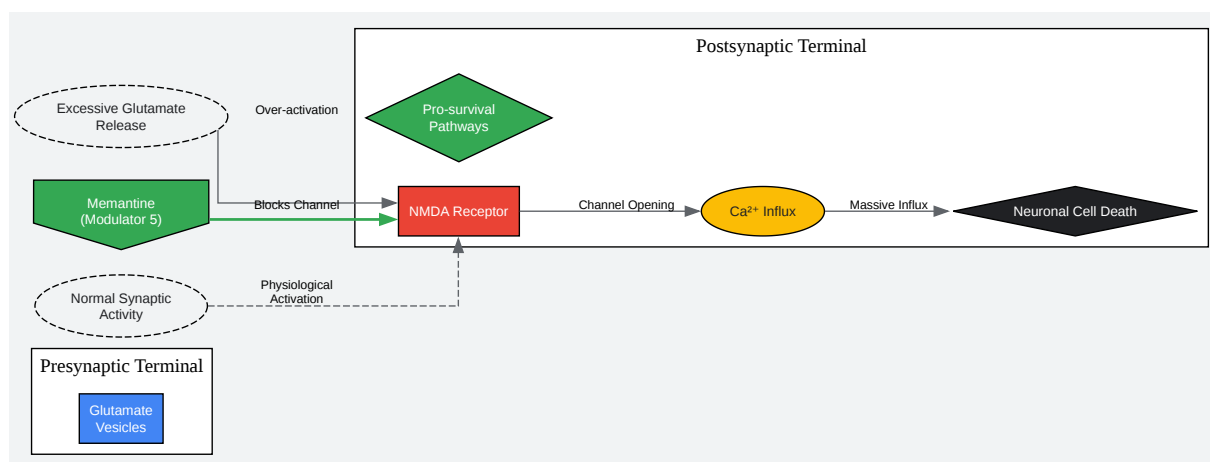 Postsynaptic Terminal
Excessive Glutamate
Release
Over-activation
Pro-survival
Pathways
Memantine
(Modulator 5)
Blocks Channel
NMDA Receptor
Channel Opening
Ca²⁺ Influx
Massive Influx
Neuronal Cell Death
Normal Synaptic
Activity
Physiological
Activation
Presynaptic Terminal
Glutamate
Vesicles